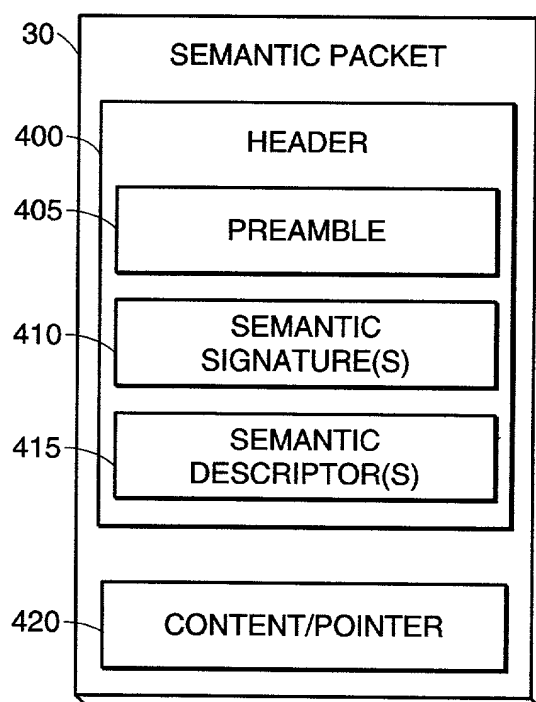 30
SEMANTIC PACKET
400
HEADER
405
PREAMBLE
410
SEMANTIC
SIGNATURE(S)
415
SEMANTIC
DESCRIPTOR(S)
420
CONTENT/POINTER